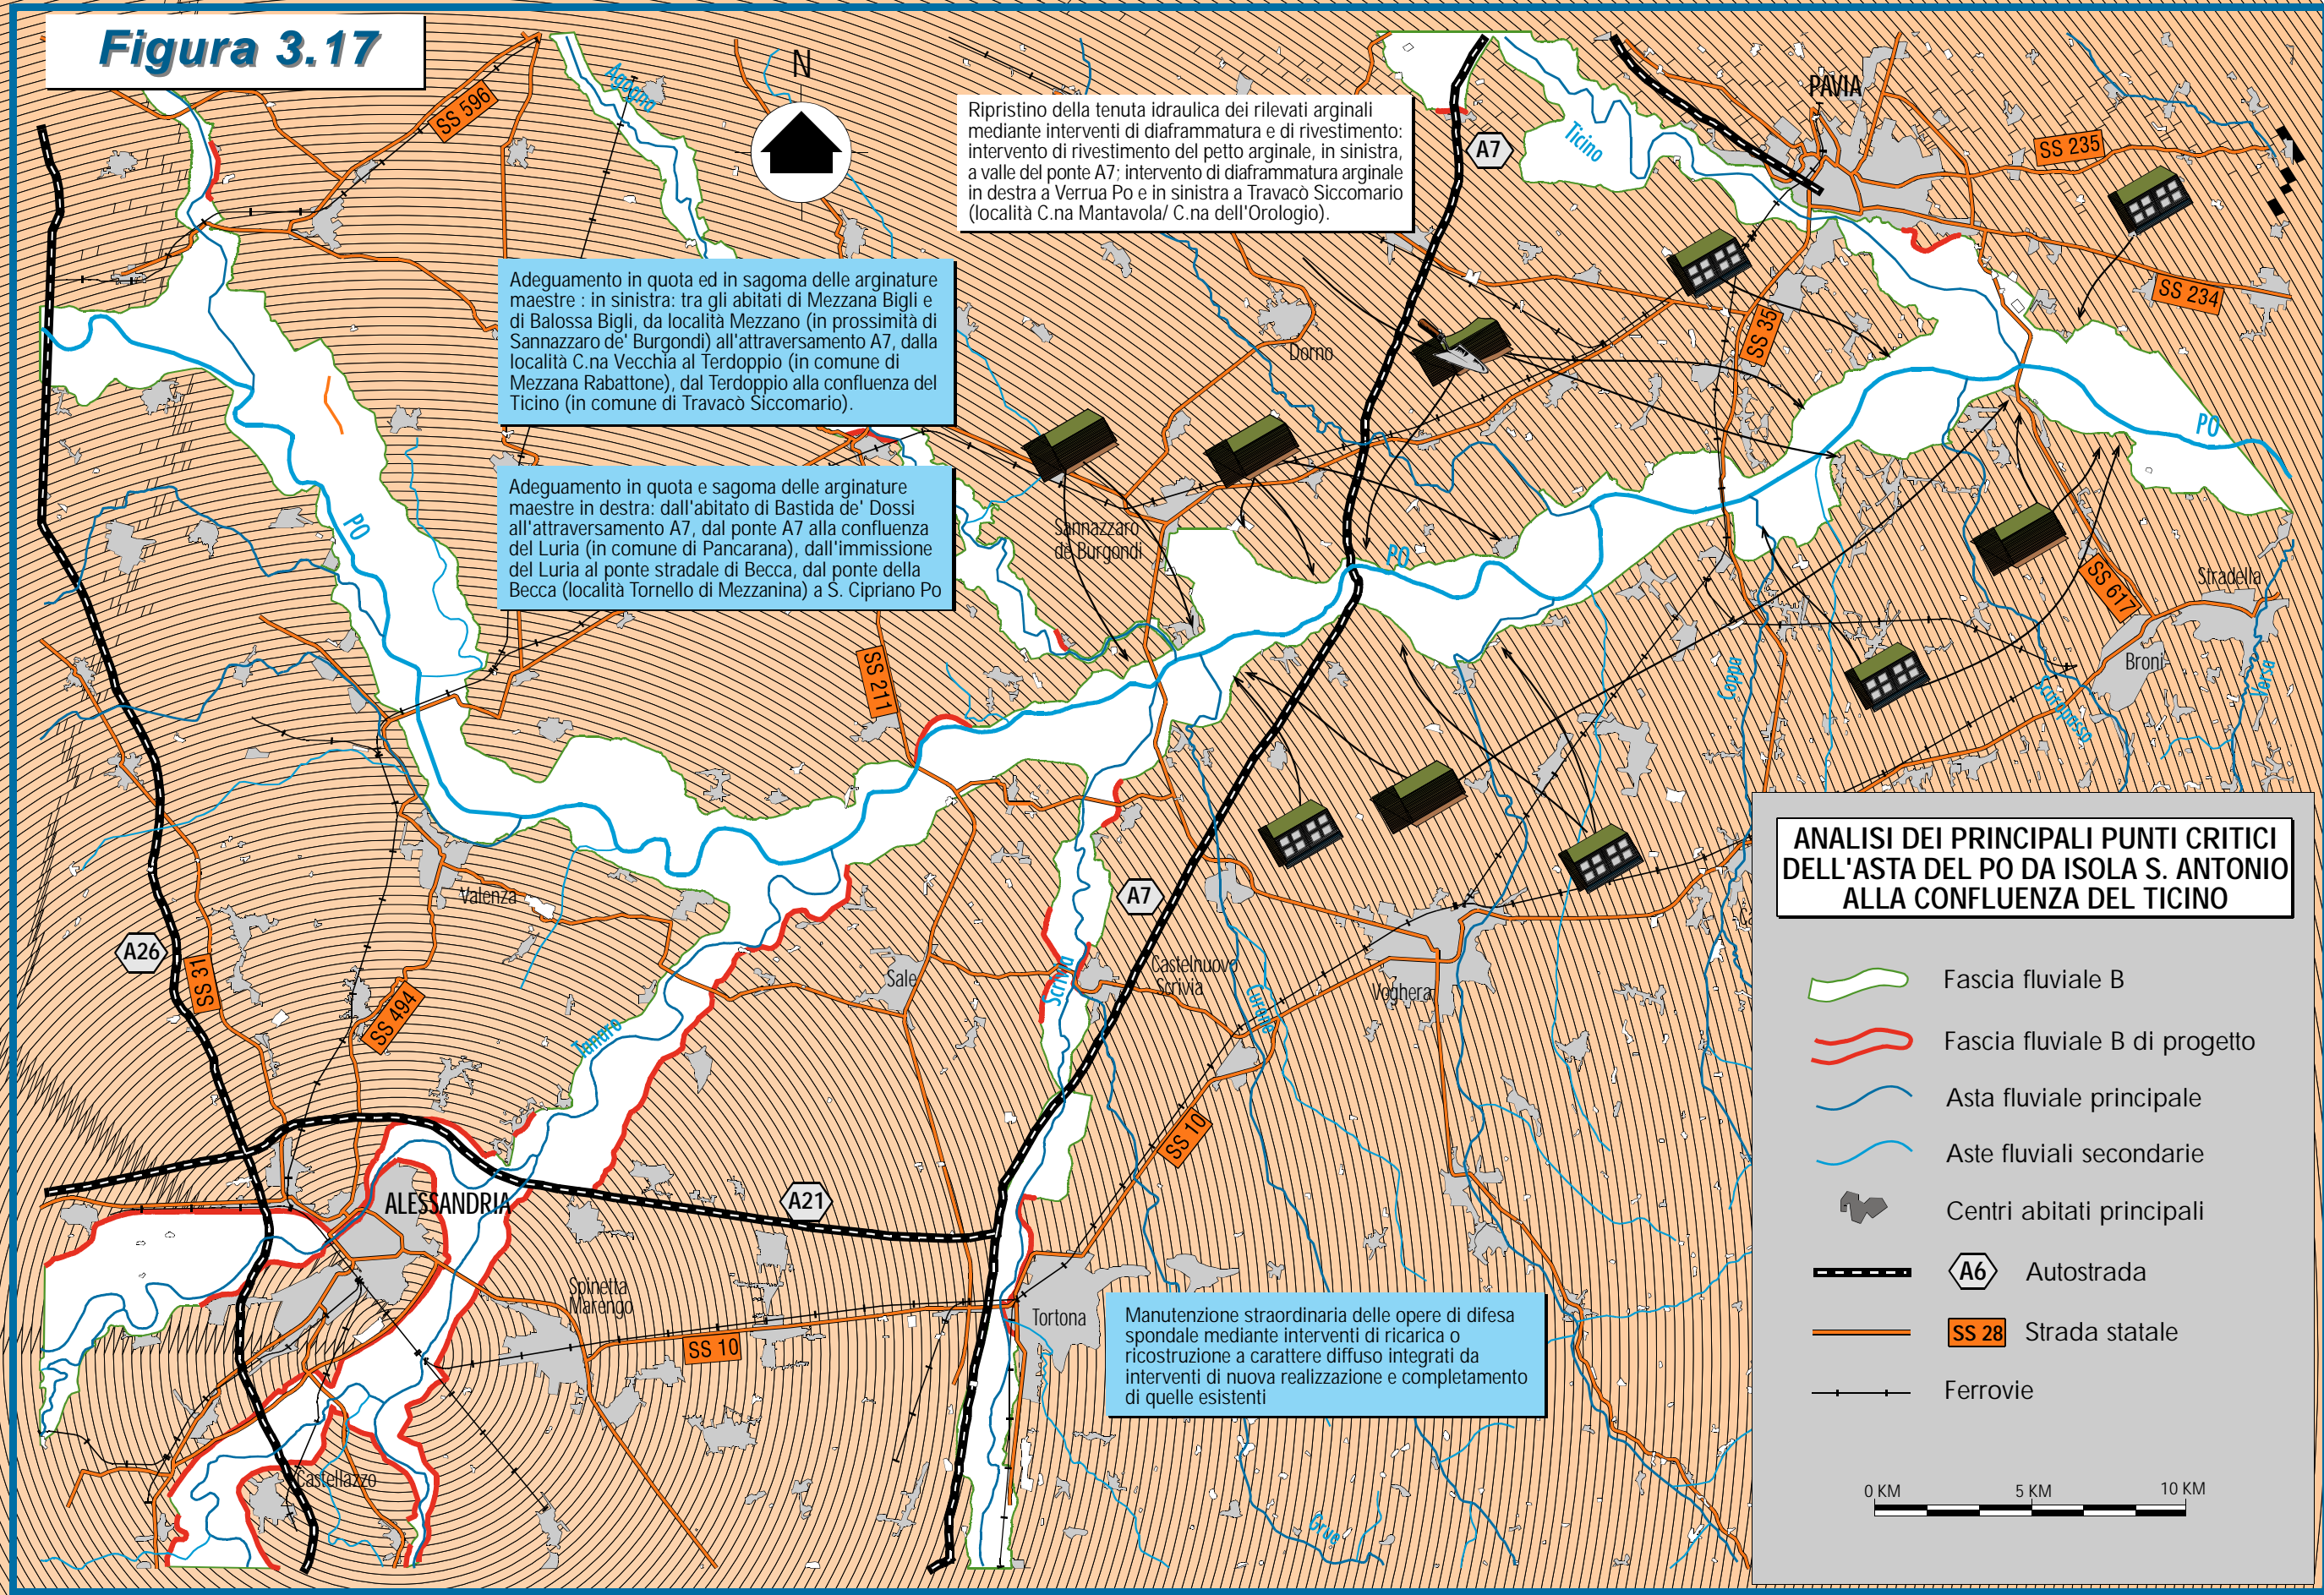 Figura 3.17
N
Agogna
SS 596
Ripristino della tenuta idraulica dei rilevati arginali
mediante interventi di diaframmatura e di rivestimento:
intervento di rivestimento del petto arginale, in sinistra,
a valle del ponte A7; intervento di diaframmatura arginale
in destra a Verrua Po e in sinistra a Travacò Siccomario
(località C.na Mantavola/ C.na dell'Orologio).
A7
Ticino
PAVIA
SS 235
SS 234
SS 35
Adeguamento in quota ed in sagoma delle arginature
maestre : in sinistra: tra gli abitati di Mezzana Bigli e
di Balossa Bigli, da località Mezzano (in prossimità di
Sannazzaro de' Burgondi) all'attraversamento A7, dalla
località C.na Vecchia al Terdoppio (in comune di
Mezzana Rabattone), dal Terdoppio alla confluenza del
Ticino (in comune di Travacò Siccomario).
Dorno
PO
Adeguamento in quota e sagoma delle arginature
maestre in destra: dall'abitato di Bastida de' Dossi
all'attraversamento A7, dal ponte A7 alla confluenza
del Luria (in comune di Pancarana), dall'immissione
del Luria al ponte stradale di Becca, dal ponte della
Becca (località Tornello di Mezzanina) a S. Cipriano Po
PO
Sannazzaro
de Burgondi
PO
Stradella
SS 617
Broni
Versa
Scuropasso
Coppa
SS 211
Valenza
A7
A26
SS 31
SS 494
Sale
Scrivia
Castelnuovo
Scrivia
Curone
Voghera
Tanaro
SS 10
ALESSANDRIA
A21
Spinetta
Marengo
SS 10
Tortona
Manutenzione straordinaria delle opere di difesa
spondale mediante interventi di ricarica o
ricostruzione a carattere diffuso integrati da
interventi di nuova realizzazione e completamento
di quelle esistenti
Castellazzo
Grue
ANALISI DEI PRINCIPALI PUNTI CRITICI
DELL'ASTA DEL PO DA ISOLA S. ANTONIO
ALLA CONFLUENZA DEL TICINO
Fascia fluviale B
Fascia fluviale B di progetto
Asta fluviale principale
Aste fluviali secondarie
Centri abitati principali
A6 Autostrada
SS 28 Strada statale
Ferrovie
0 KM 5 KM 10 KM